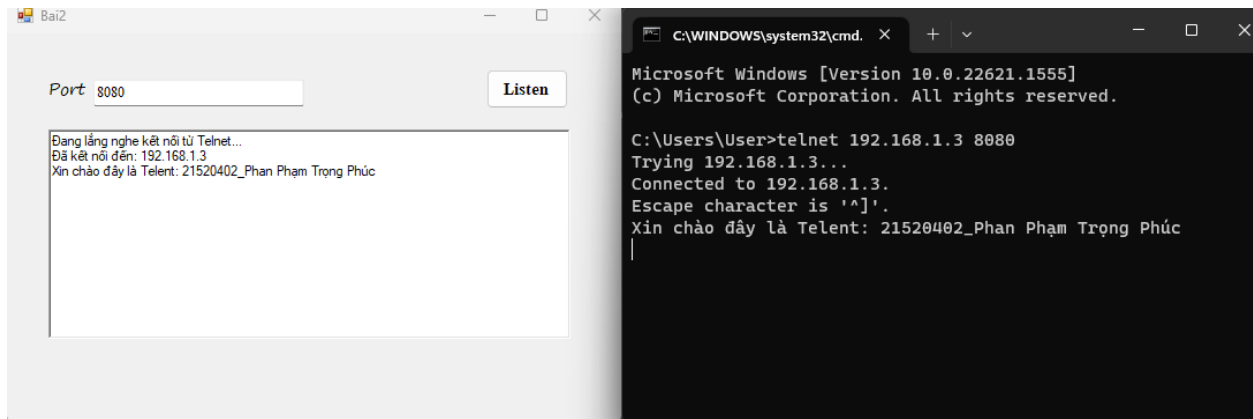 Bai2
Port 8080 Listen
Đang lắng nghe kết nối từ Telnet...
Đã kết nối đến: 192.168.1.3
Xin chào đây là Telent: 21520402_Phan Phạm Trọng Phúc
C:\WINDOWS\system32\cmd.
Microsoft Windows [Version 10.0.22621.1555]
(c) Microsoft Corporation. All rights reserved.
C:\Users\User>telnet 192.168.1.3 8080
Trying 192.168.1.3...
Connected to 192.168.1.3.
Escape character is '^]'.
Xin chào đây là Telent: 21520402_Phan Phạm Trọng Phúc